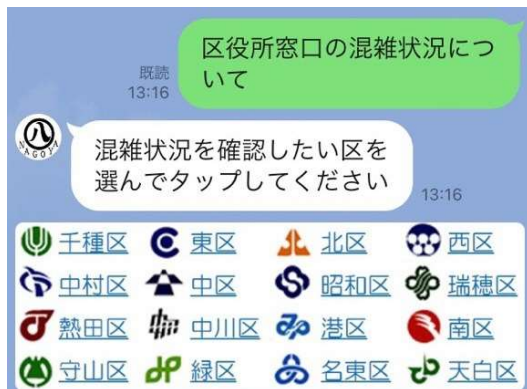 区役所窓口の混雑状況につ
いて
既読
13:16
八
NAGOYA
混雑状況を確認したい区を
選んでタップしてください
13:16
千種区 東区 北区 西区
中村区 中区 昭和区 瑞穂区
熱田区 中川区 港区 南区
守山区 緑区 名東区 天白区